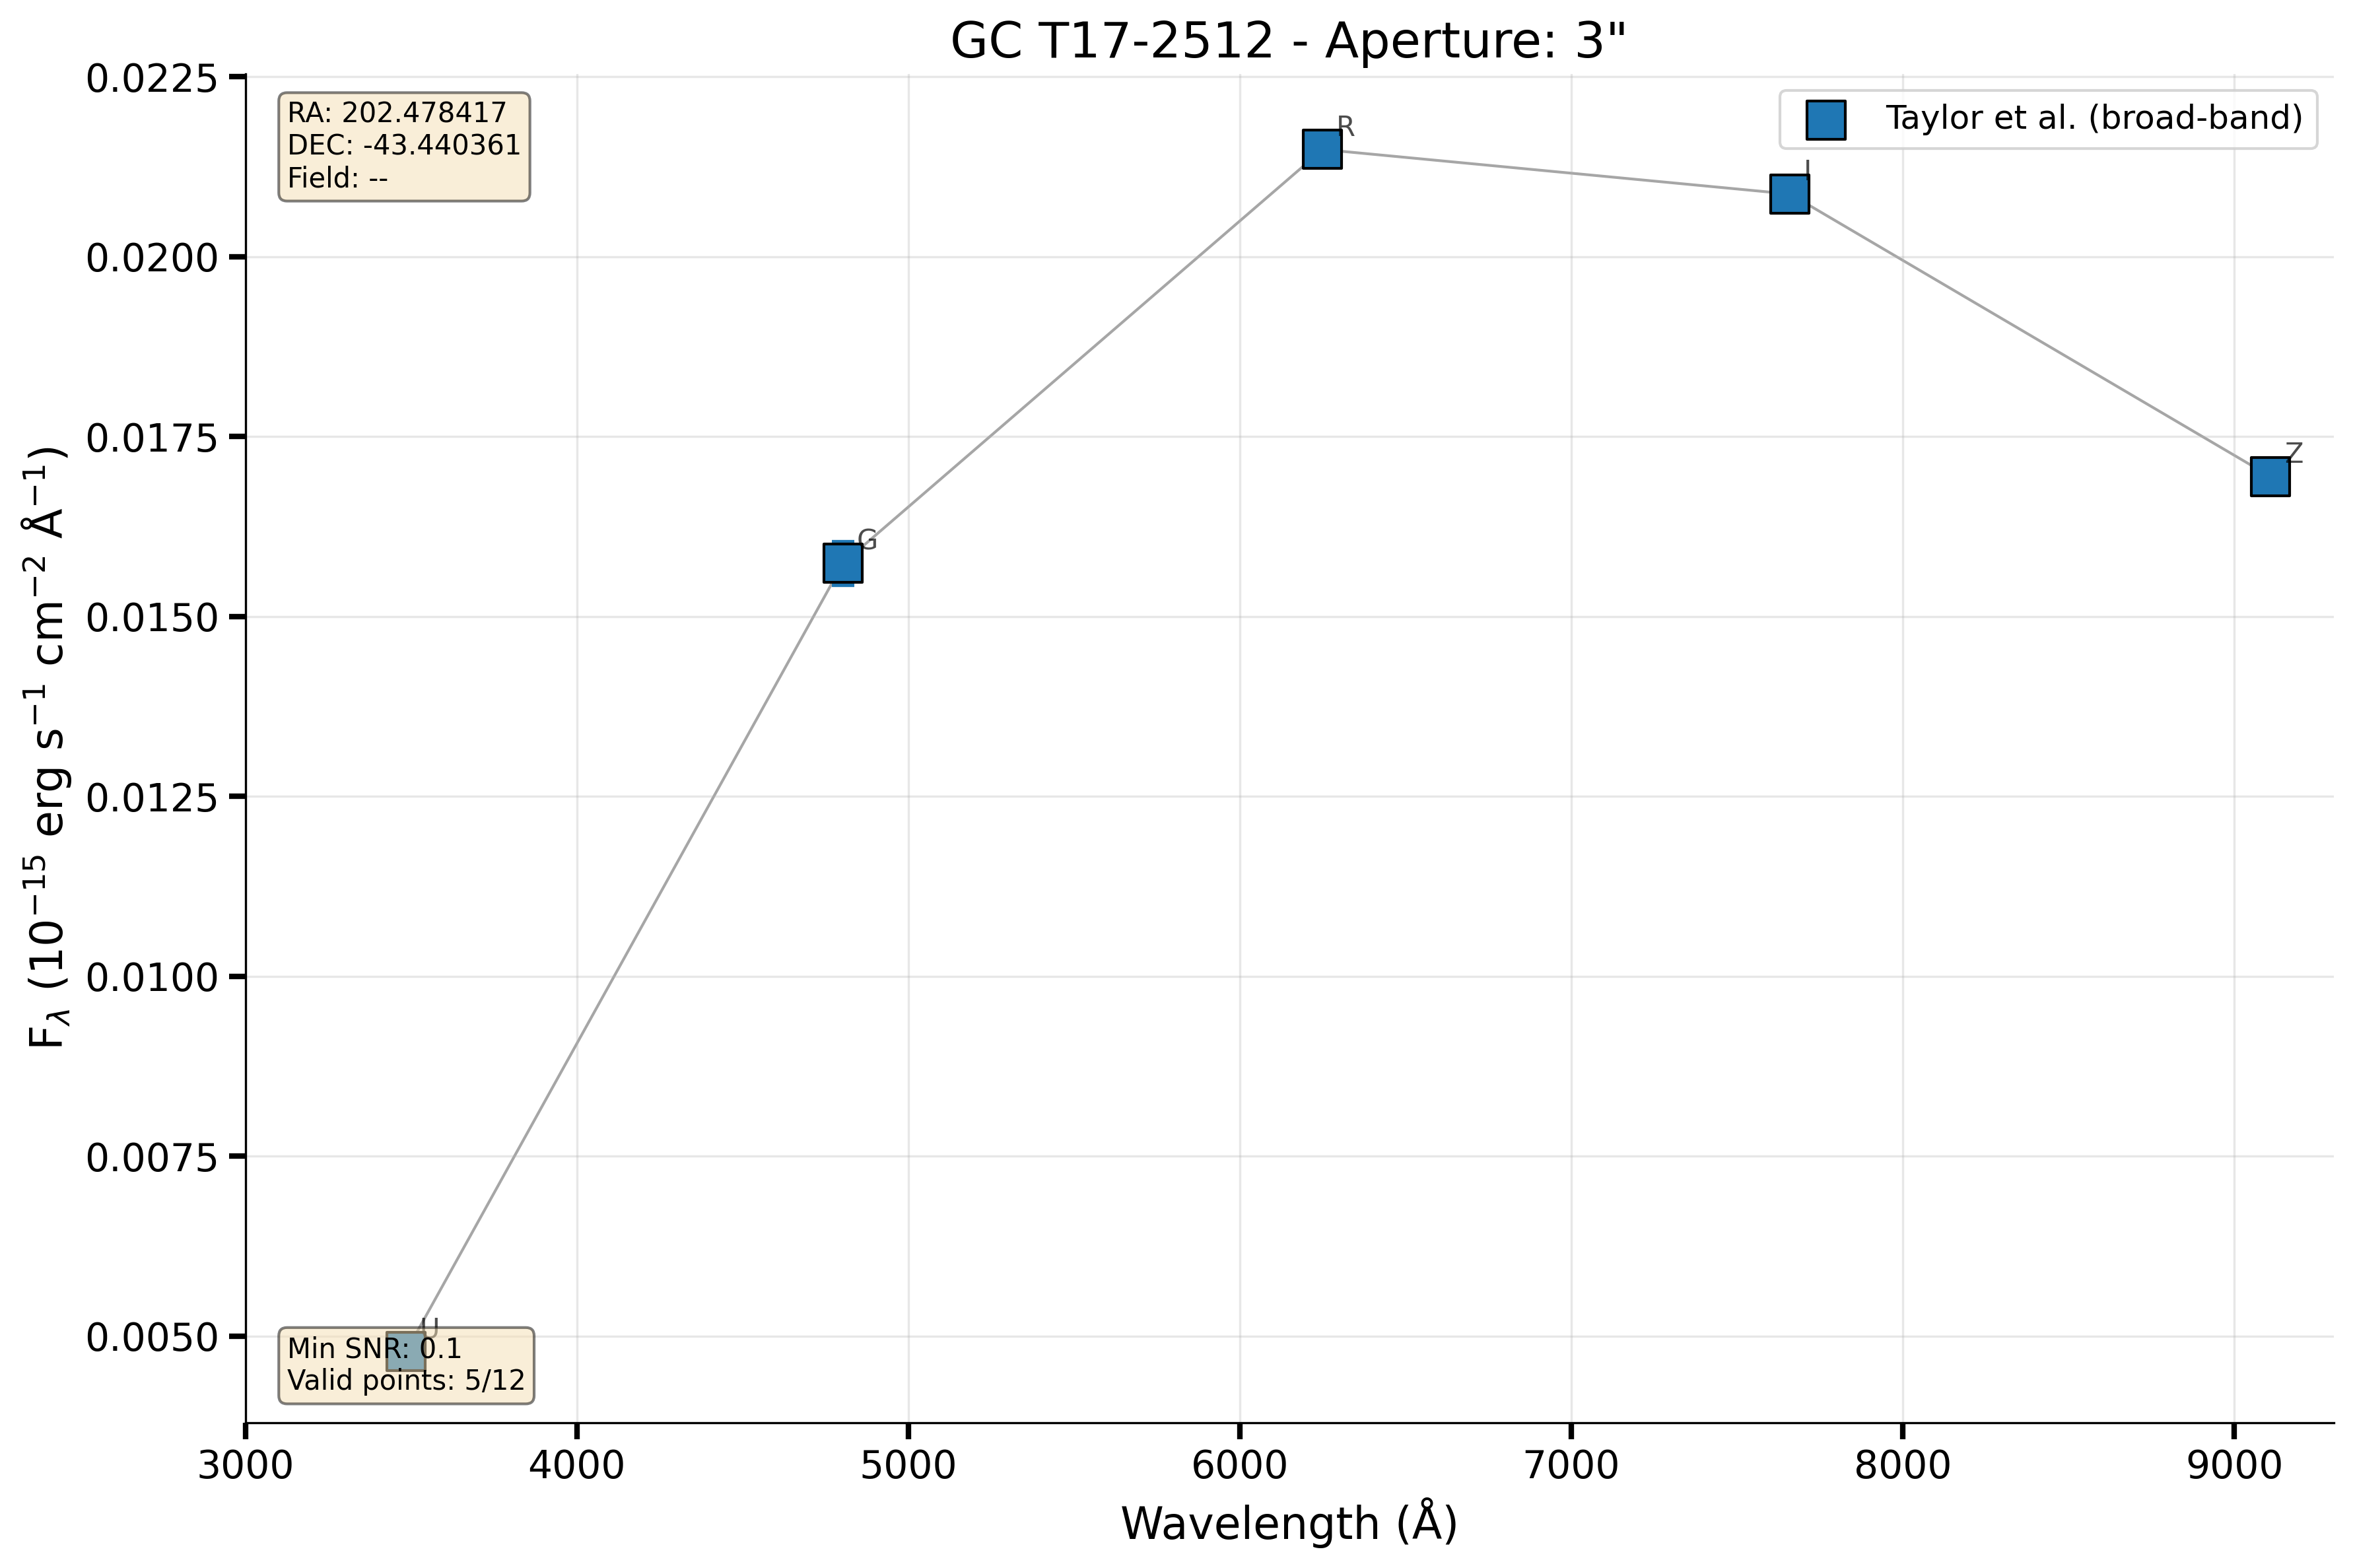 GC T17-2512 - Aperture: 3"
RA: 202.478417
DEC: -43.440361
Field: --
Taylor et al. (broad-band)
R
I
Z
G
U
Min SNR: 0.1
Valid points: 5/12
0.0225
0.0200
0.0175
0.0150
0.0125
0.0100
0.0075
0.0050
F_λ (10⁻¹⁵ erg s⁻¹ cm⁻² Å⁻¹)
3000 4000 5000 6000 7000 8000 9000
Wavelength (Å)